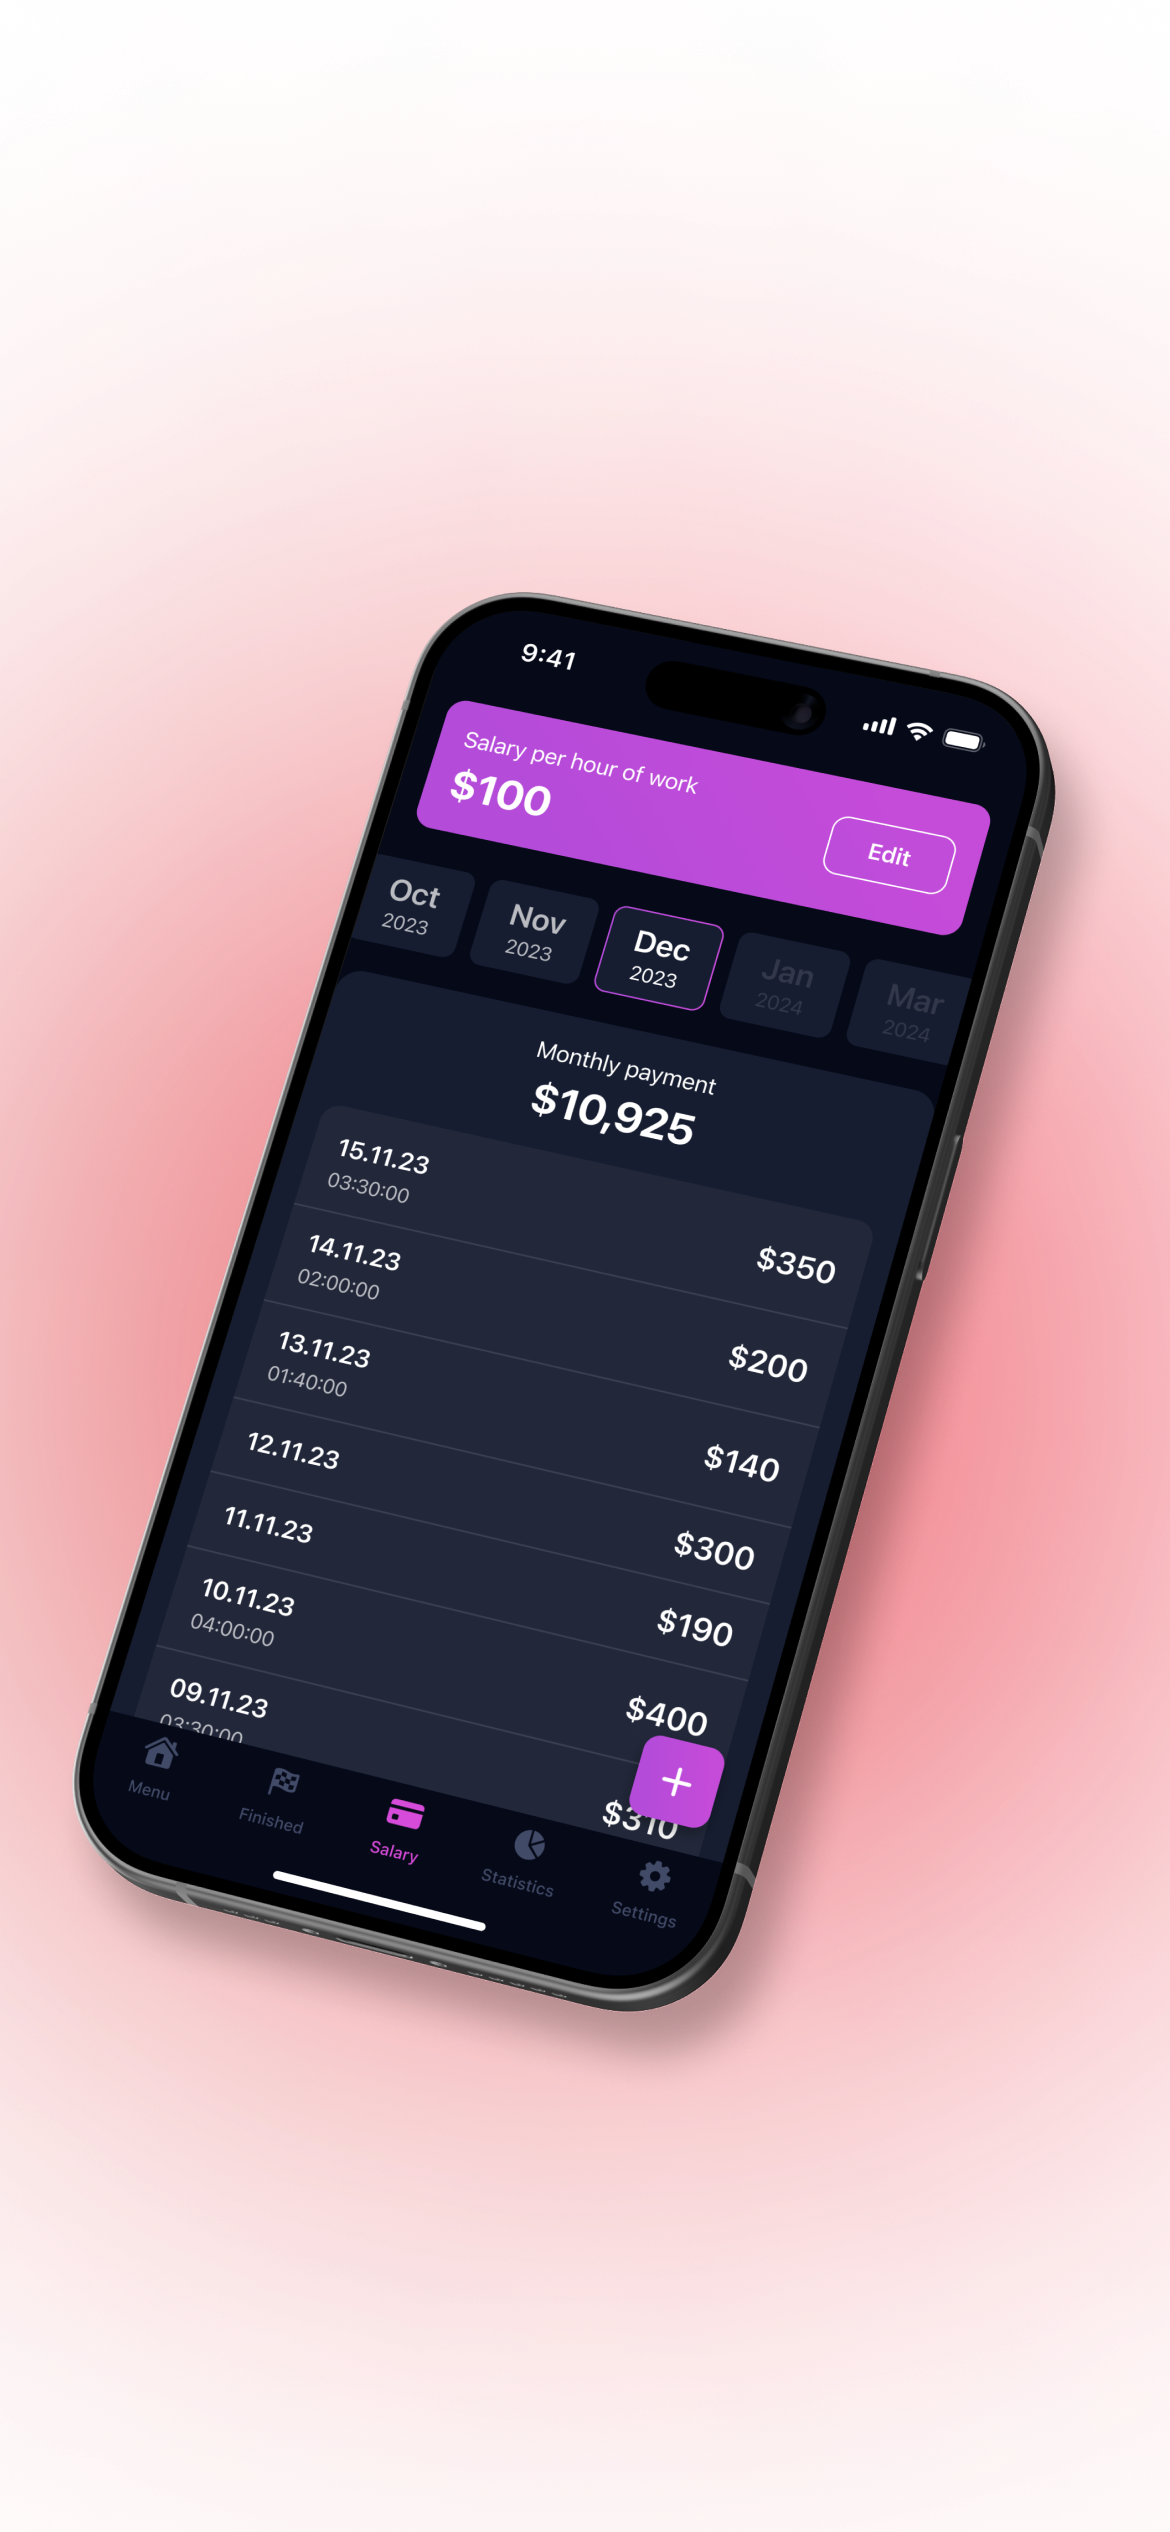 9:41
Salary per hour of work
$100
Edit
Oct
2023
Nov
2023
Dec
2023
Jan
2024
Mar
2024
Monthly payment
$10,925
15.11.23
03:30:00
$350
14.11.23
02:00:00
$200
13.11.23
01:40:00
$140
12.11.23
$300
11.11.23
$190
10.11.23
04:00:00
$400
09.11.23
03:30:00
$310
Menu
Finished
Salary
Statistics
Settings